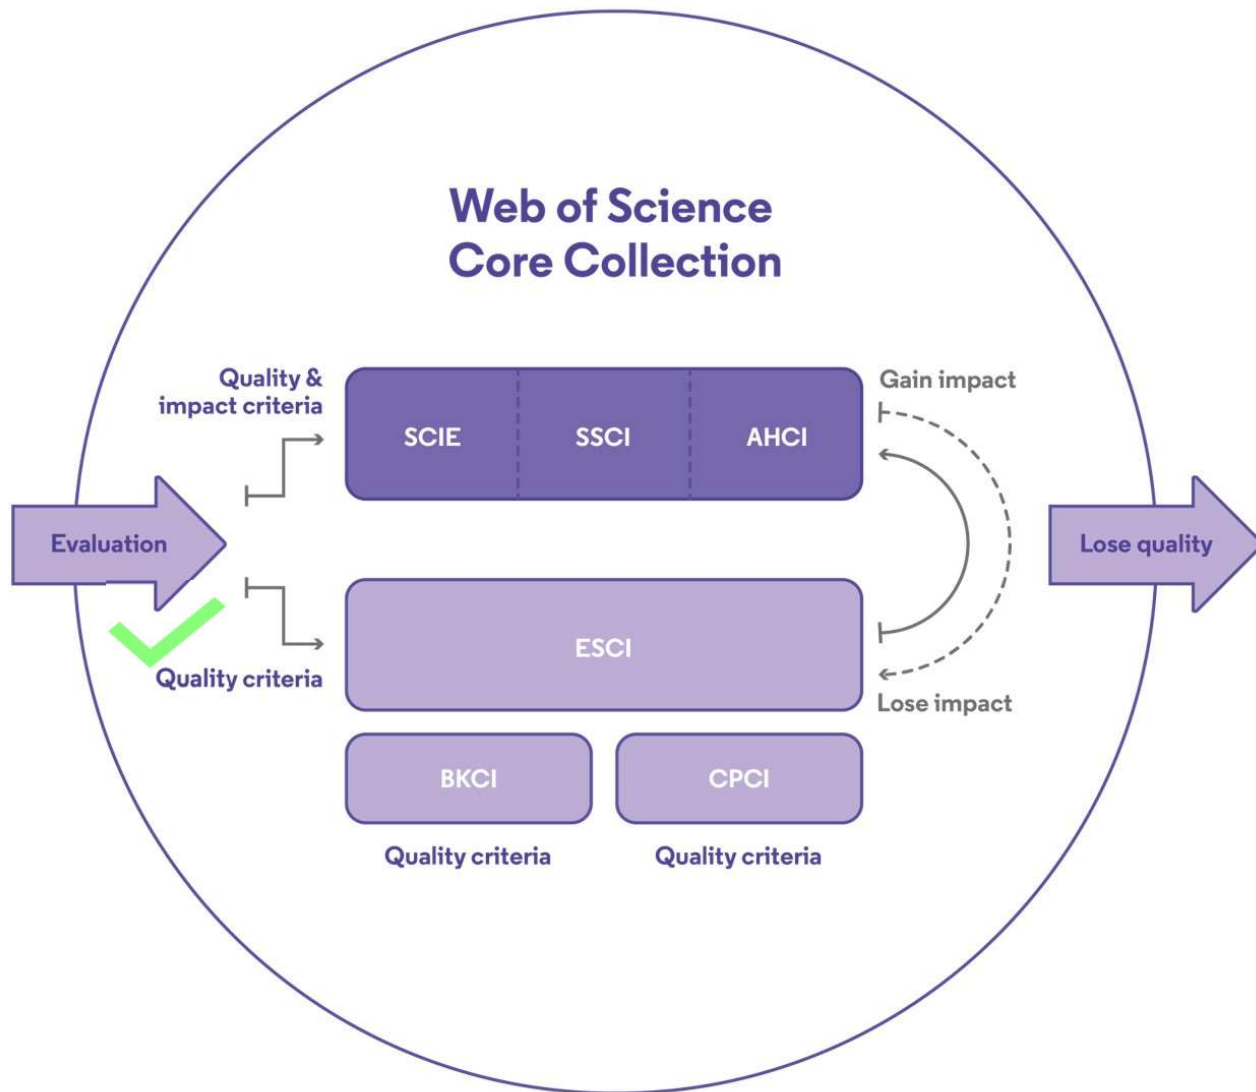 Web of Science
Core Collection
Quality &
impact criteria
SCIE
SSCI
AHCI
Gain impact
Evaluation
Lose quality
ESCI
Quality criteria
Lose impact
BKCI
CPCI
Quality criteria
Quality criteria